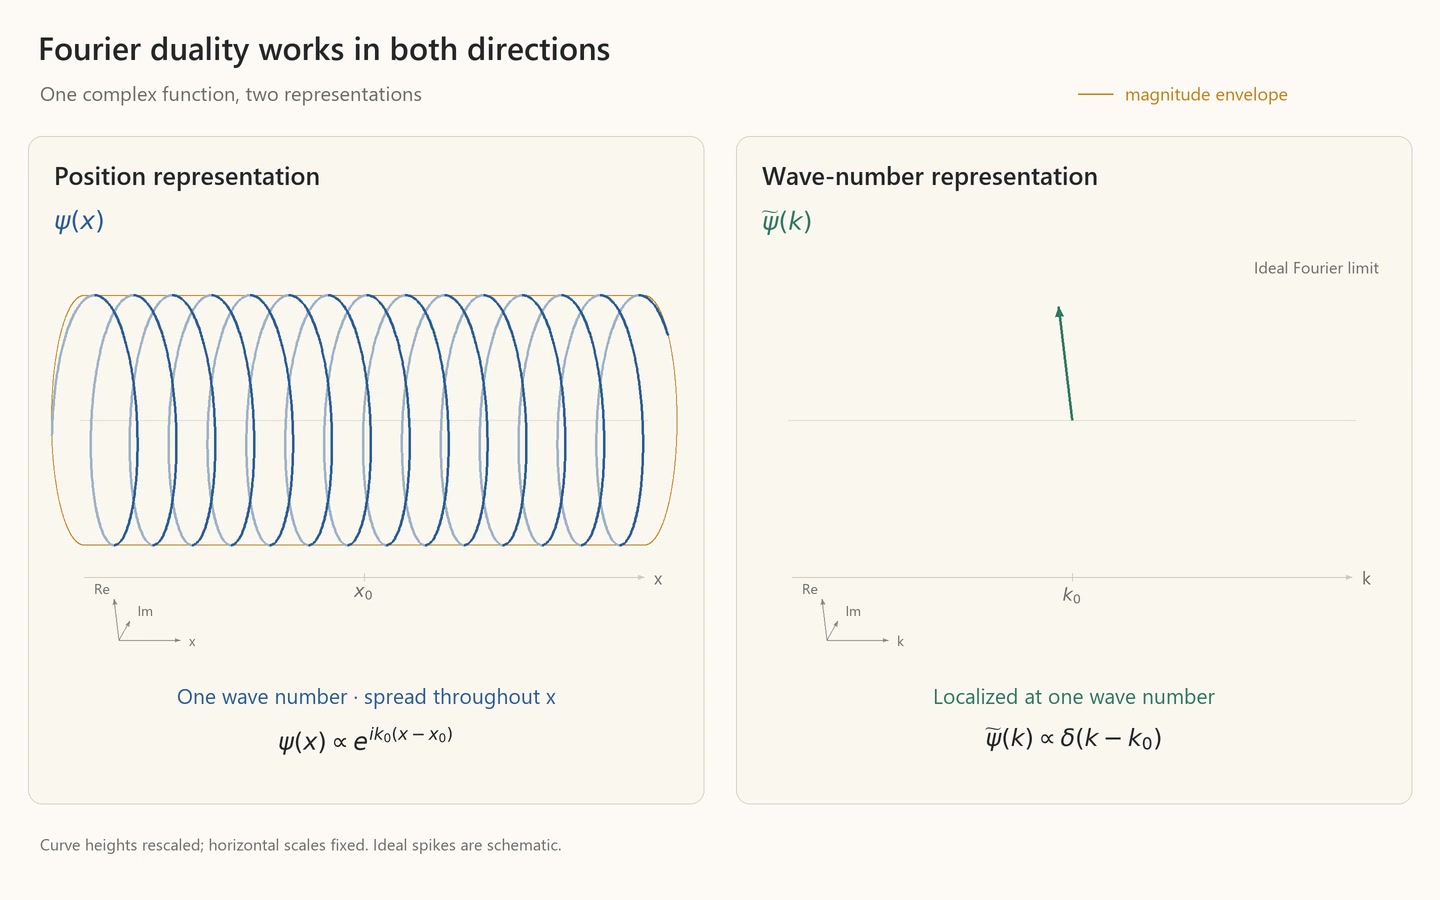 Fourier duality works in both directions
One complex function, two representations
magnitude envelope
Position representation
ψ(x)
Re
Im
x
x₀
x
One wave number · spread throughout x
ψ(x) ∝ e^{ik₀(x − x₀)}
Wave-number representation
ψ̃(k)
Ideal Fourier limit
Re
Im
k
k₀
k
Localized at one wave number
ψ̃(k) ∝ δ(k − k₀)
Curve heights rescaled; horizontal scales fixed. Ideal spikes are schematic.